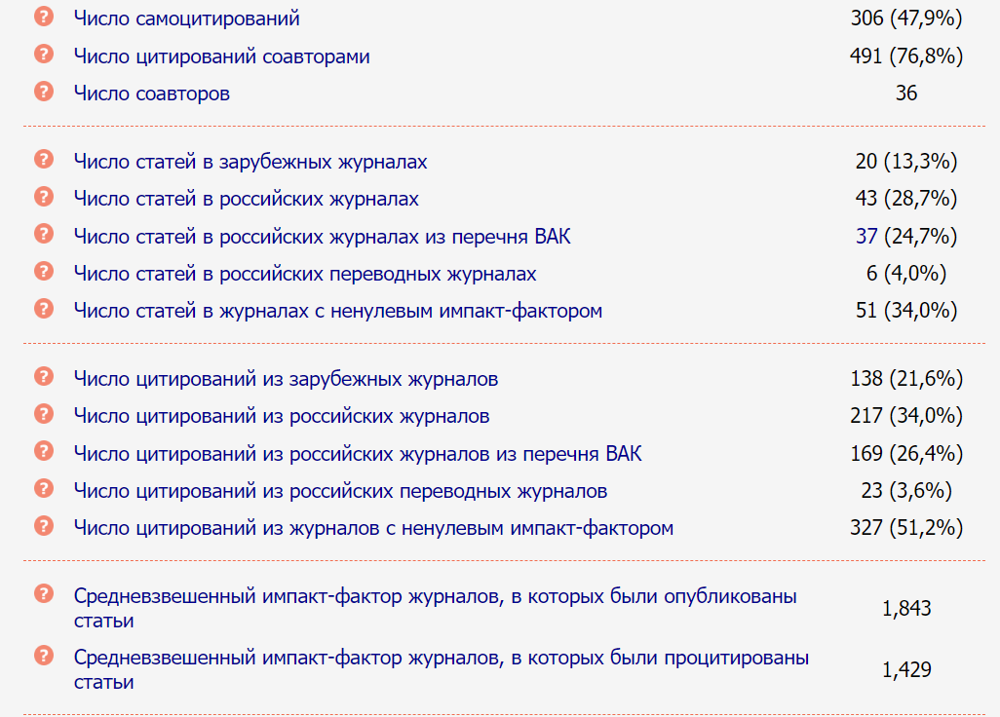 Число самоцитирований 306 (47,9%)
Число цитирований соавторами 491 (76,8%)
Число соавторов 36
Число статей в зарубежных журналах 20 (13,3%)
Число статей в российских журналах 43 (28,7%)
Число статей в российских журналах из перечня ВАК 37 (24,7%)
Число статей в российских переводных журналах 6 (4,0%)
Число статей в журналах с ненулевым импакт-фактором 51 (34,0%)
Число цитирований из зарубежных журналов 138 (21,6%)
Число цитирований из российских журналов 217 (34,0%)
Число цитирований из российских журналов из перечня ВАК 169 (26,4%)
Число цитирований из российских переводных журналов 23 (3,6%)
Число цитирований из журналов с ненулевым импакт-фактором 327 (51,2%)
Средневзвешенный импакт-фактор журналов, в которых были опубликованы
статьи 1,843
Средневзвешенный импакт-фактор журналов, в которых были процитированы
статьи 1,429